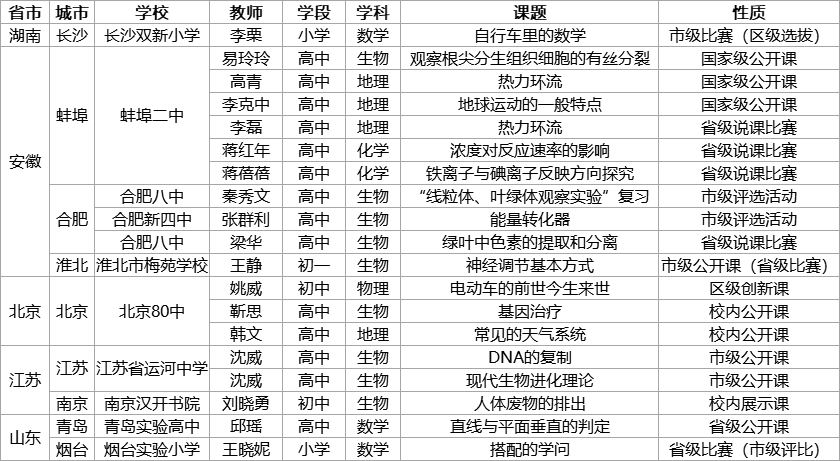 省市 城市 学校 教师 学段 学科 课题 性质
湖南 长沙 长沙双新小学 李栗 小学 数学 自行车里的数学 市级比赛（区级选拔）
安徽 蚌埠 蚌埠二中 易玲玲 高中 生物 观察根尖分生组织细胞的有丝分裂 国家级公开课
高青 高中 地理 热力环流 国家级公开课
李克中 高中 地理 地球运动的一般特点 国家级公开课
李磊 高中 地理 热力环流 省级说课比赛
蒋红年 高中 化学 浓度对反应速率的影响 省级说课比赛
蒋蓓蓓 高中 化学 铁离子与碘离子反映方向探究 省级说课比赛
合肥 合肥八中 秦秀文 高中 生物 “线粒体、叶绿体观察实验”复习 市级评选活动
合肥新四中 张群利 高中 生物 能量转化器 市级评选活动
合肥八中 梁华 高中 生物 绿叶中色素的提取和分离 省级说课比赛
淮北 淮北市梅苑学校 王静 初一 生物 神经调节基本方式 市级公开课（省级比赛）
北京 北京 北京80中 姚威 初中 物理 电动车的前世今生来世 区级创新课
靳思 高中 生物 基因治疗 校内公开课
韩文 高中 地理 常见的天气系统 校内公开课
江苏 江苏 江苏省运河中学 沈威 高中 生物 DNA的复制 市级公开课
沈威 高中 生物 现代生物进化理论 市级公开课
南京 南京汉开书院 刘晓勇 初中 生物 人体废物的排出 校内展示课
山东 青岛 青岛实验高中 邱瑶 高中 数学 直线与平面垂直的判定 省级公开课
烟台 烟台实验小学 王晓妮 小学 数学 搭配的学问 省级比赛（市级评比）